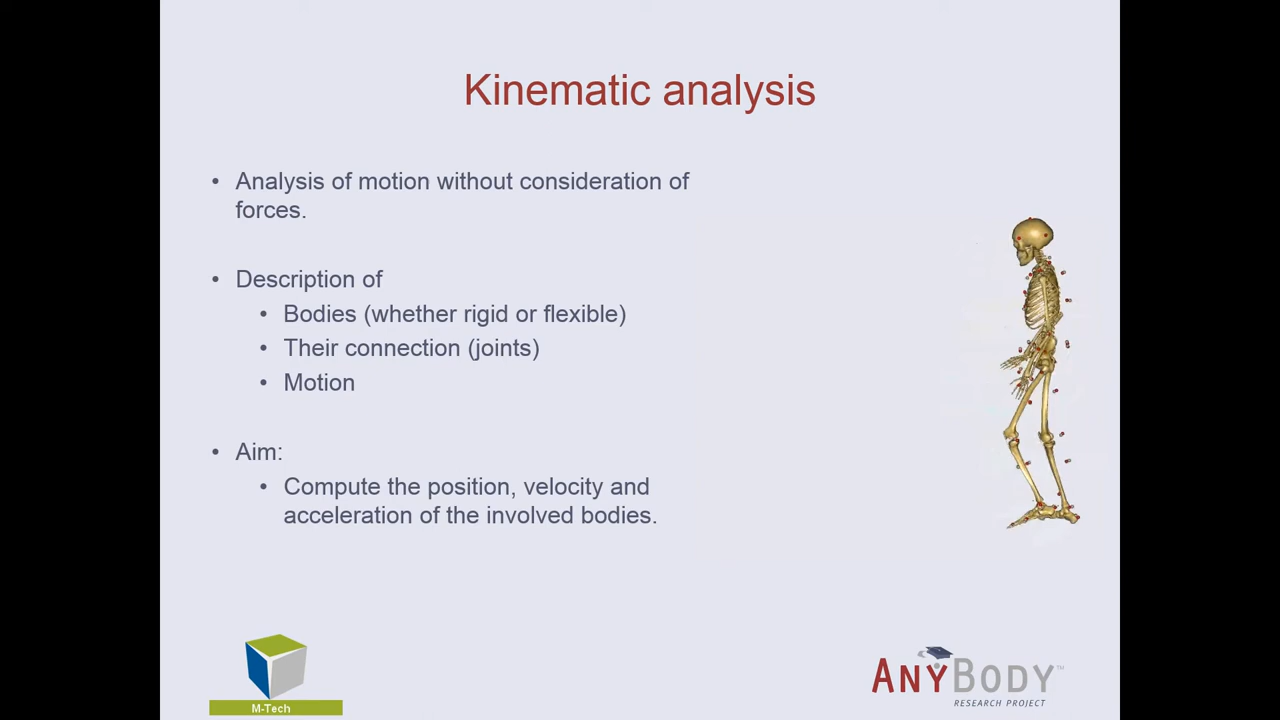 Kinematic analysis
• Analysis of motion without consideration of
forces.
• Description of
• Bodies (whether rigid or flexible)
• Their connection (joints)
• Motion
• Aim:
• Compute the position, velocity and
acceleration of the involved bodies.
M-Tech
ANYBODY™
RESEARCH PROJECT